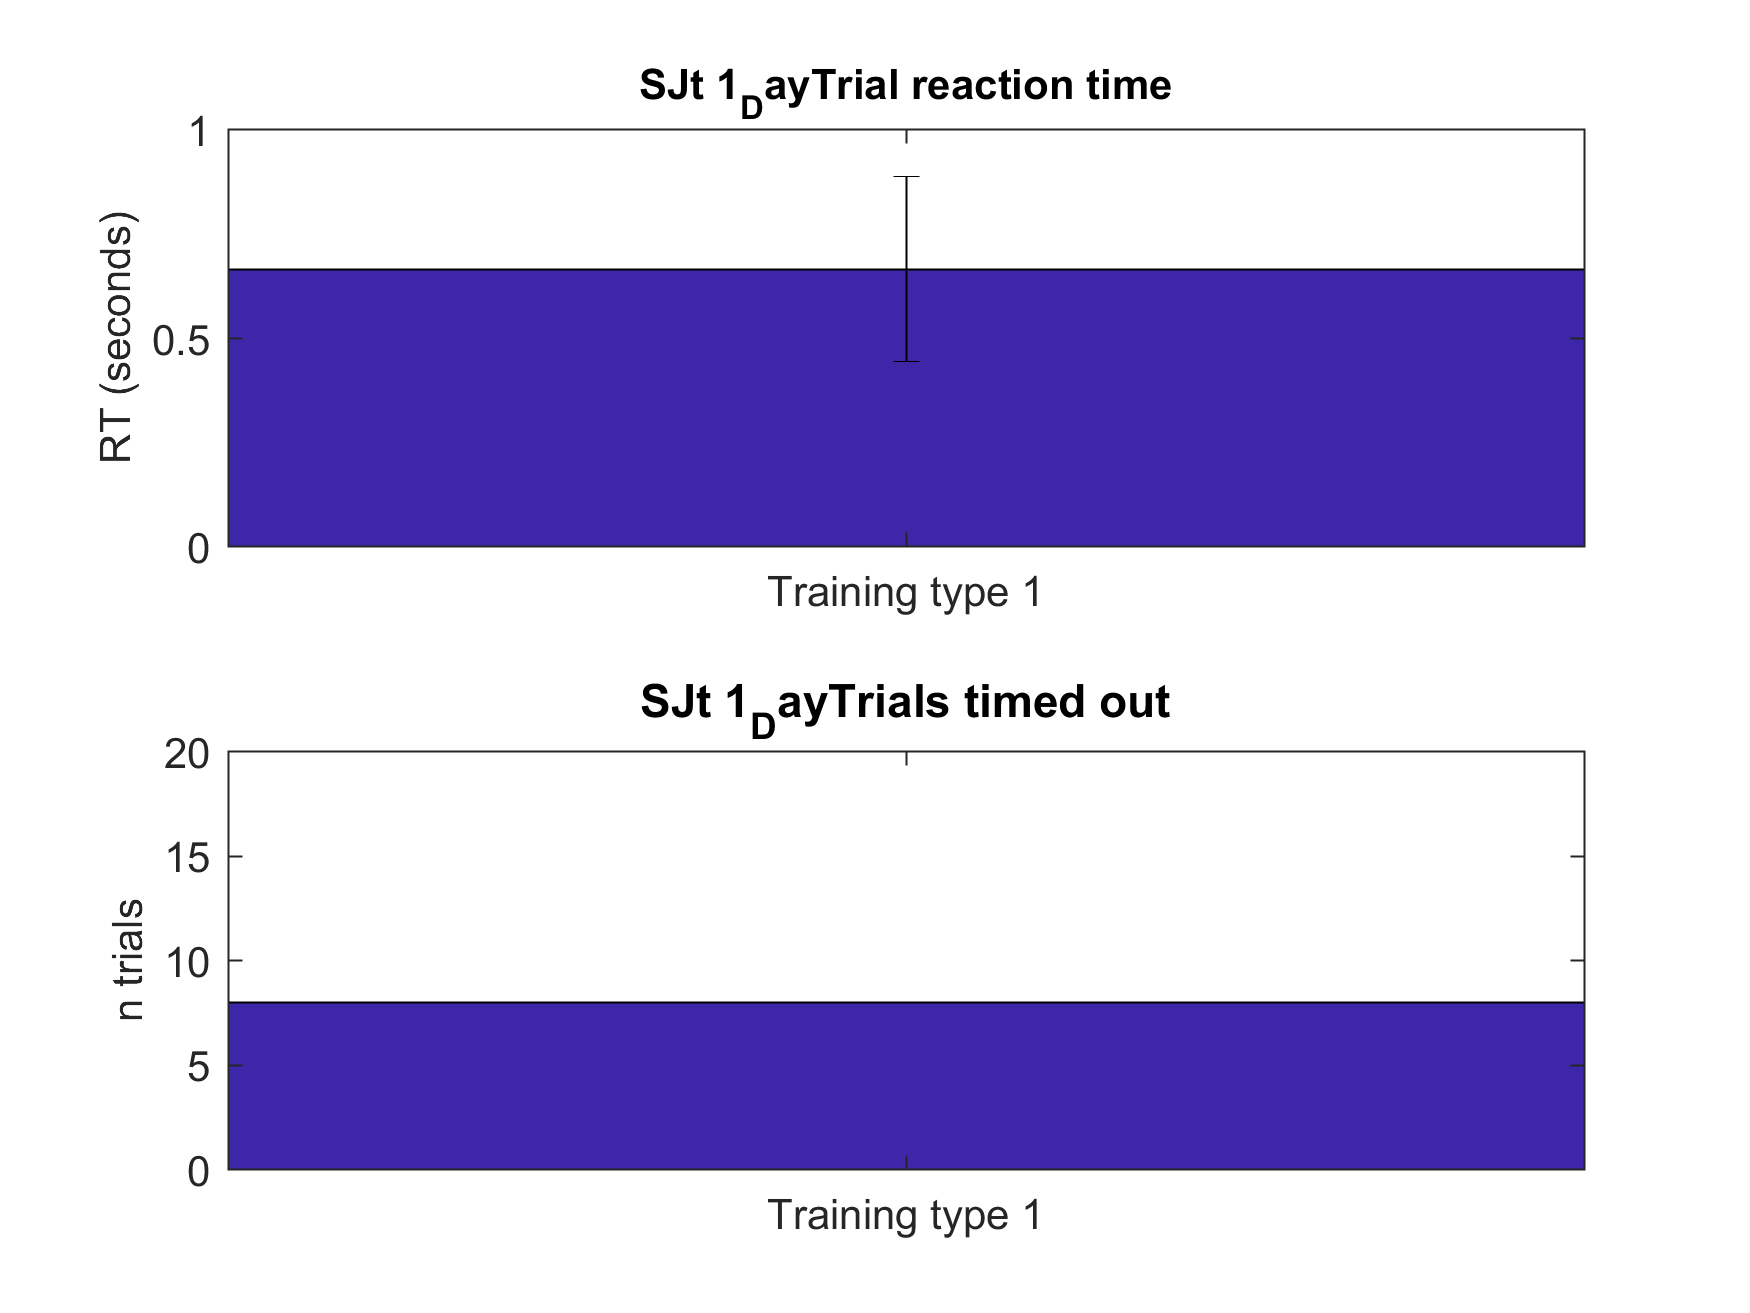 SJt 1DayTrial reaction time
1
0.5
0
RT (seconds)
Training type 1
SJt 1DayTrials timed out
20
15
10
5
0
n trials
Training type 1